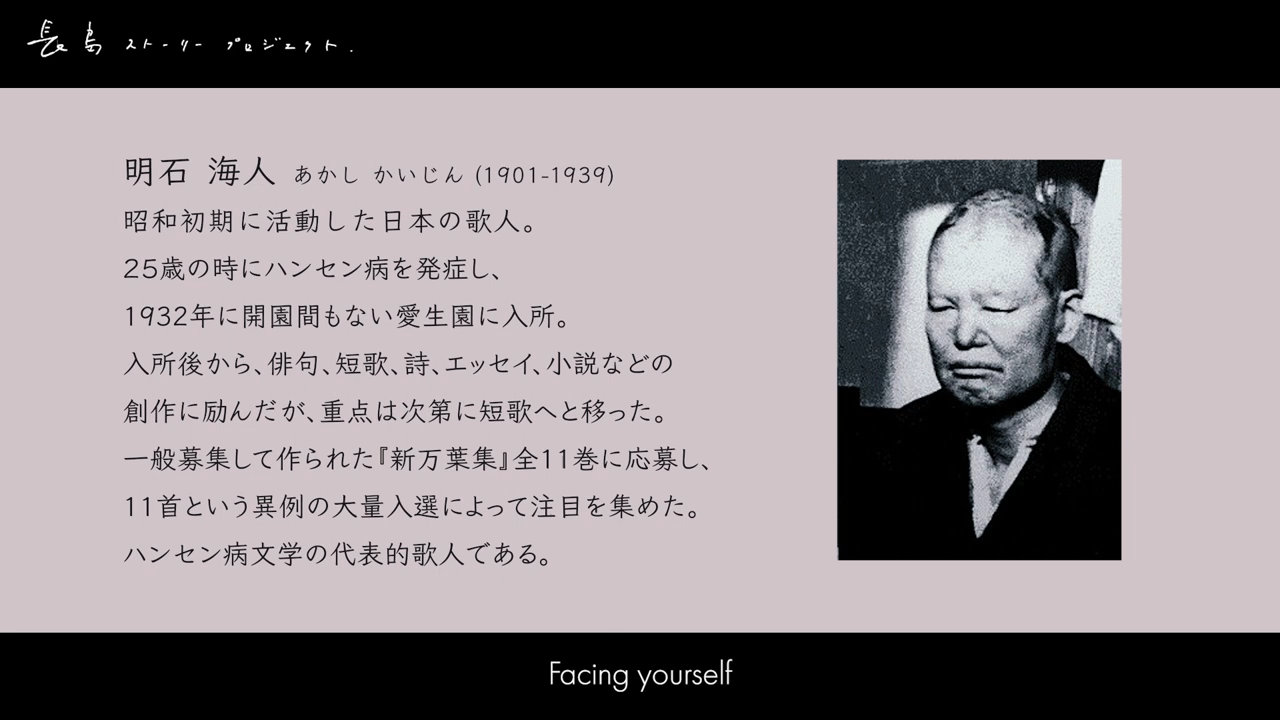 長島 ストーリー プロジェクト.
明石 海人 あかし かいじん (1901-1939)
昭和初期に活動した日本の歌人。
25歳の時にハンセン病を発症し、
1932年に開園間もない愛生園に入所。
入所後から、俳句、短歌、詩、エッセイ、小説などの
創作に励んだが、重点は次第に短歌へと移った。
一般募集して作られた『新万葉集』全11巻に応募し、
11首という異例の大量入選によって注目を集めた。
ハンセン病文学の代表的歌人である。
Facing yourself